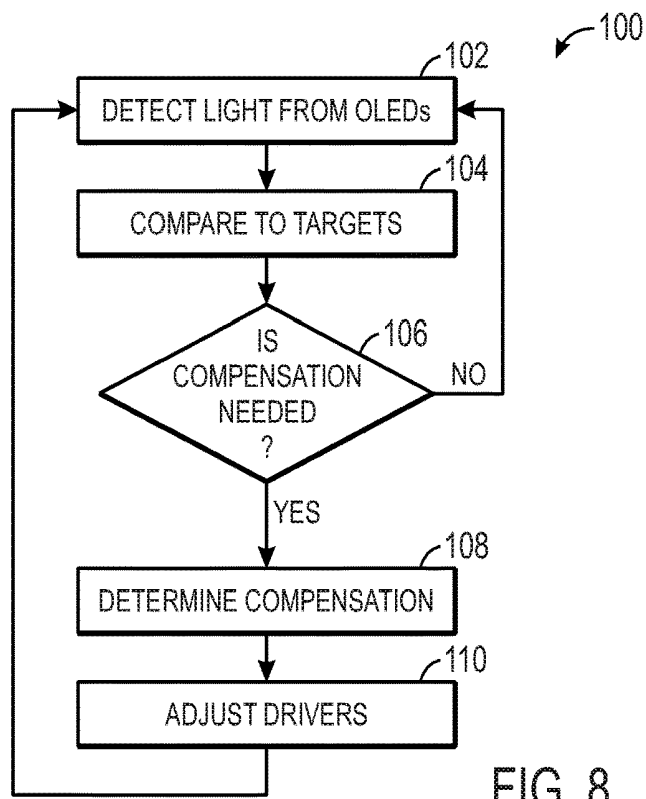 100
102
DETECT LIGHT FROM OLEDs
104
COMPARE TO TARGETS
106
IS
COMPENSATION
NEEDED
?
NO
YES
108
DETERMINE COMPENSATION
110
ADJUST DRIVERS
FIG. 8